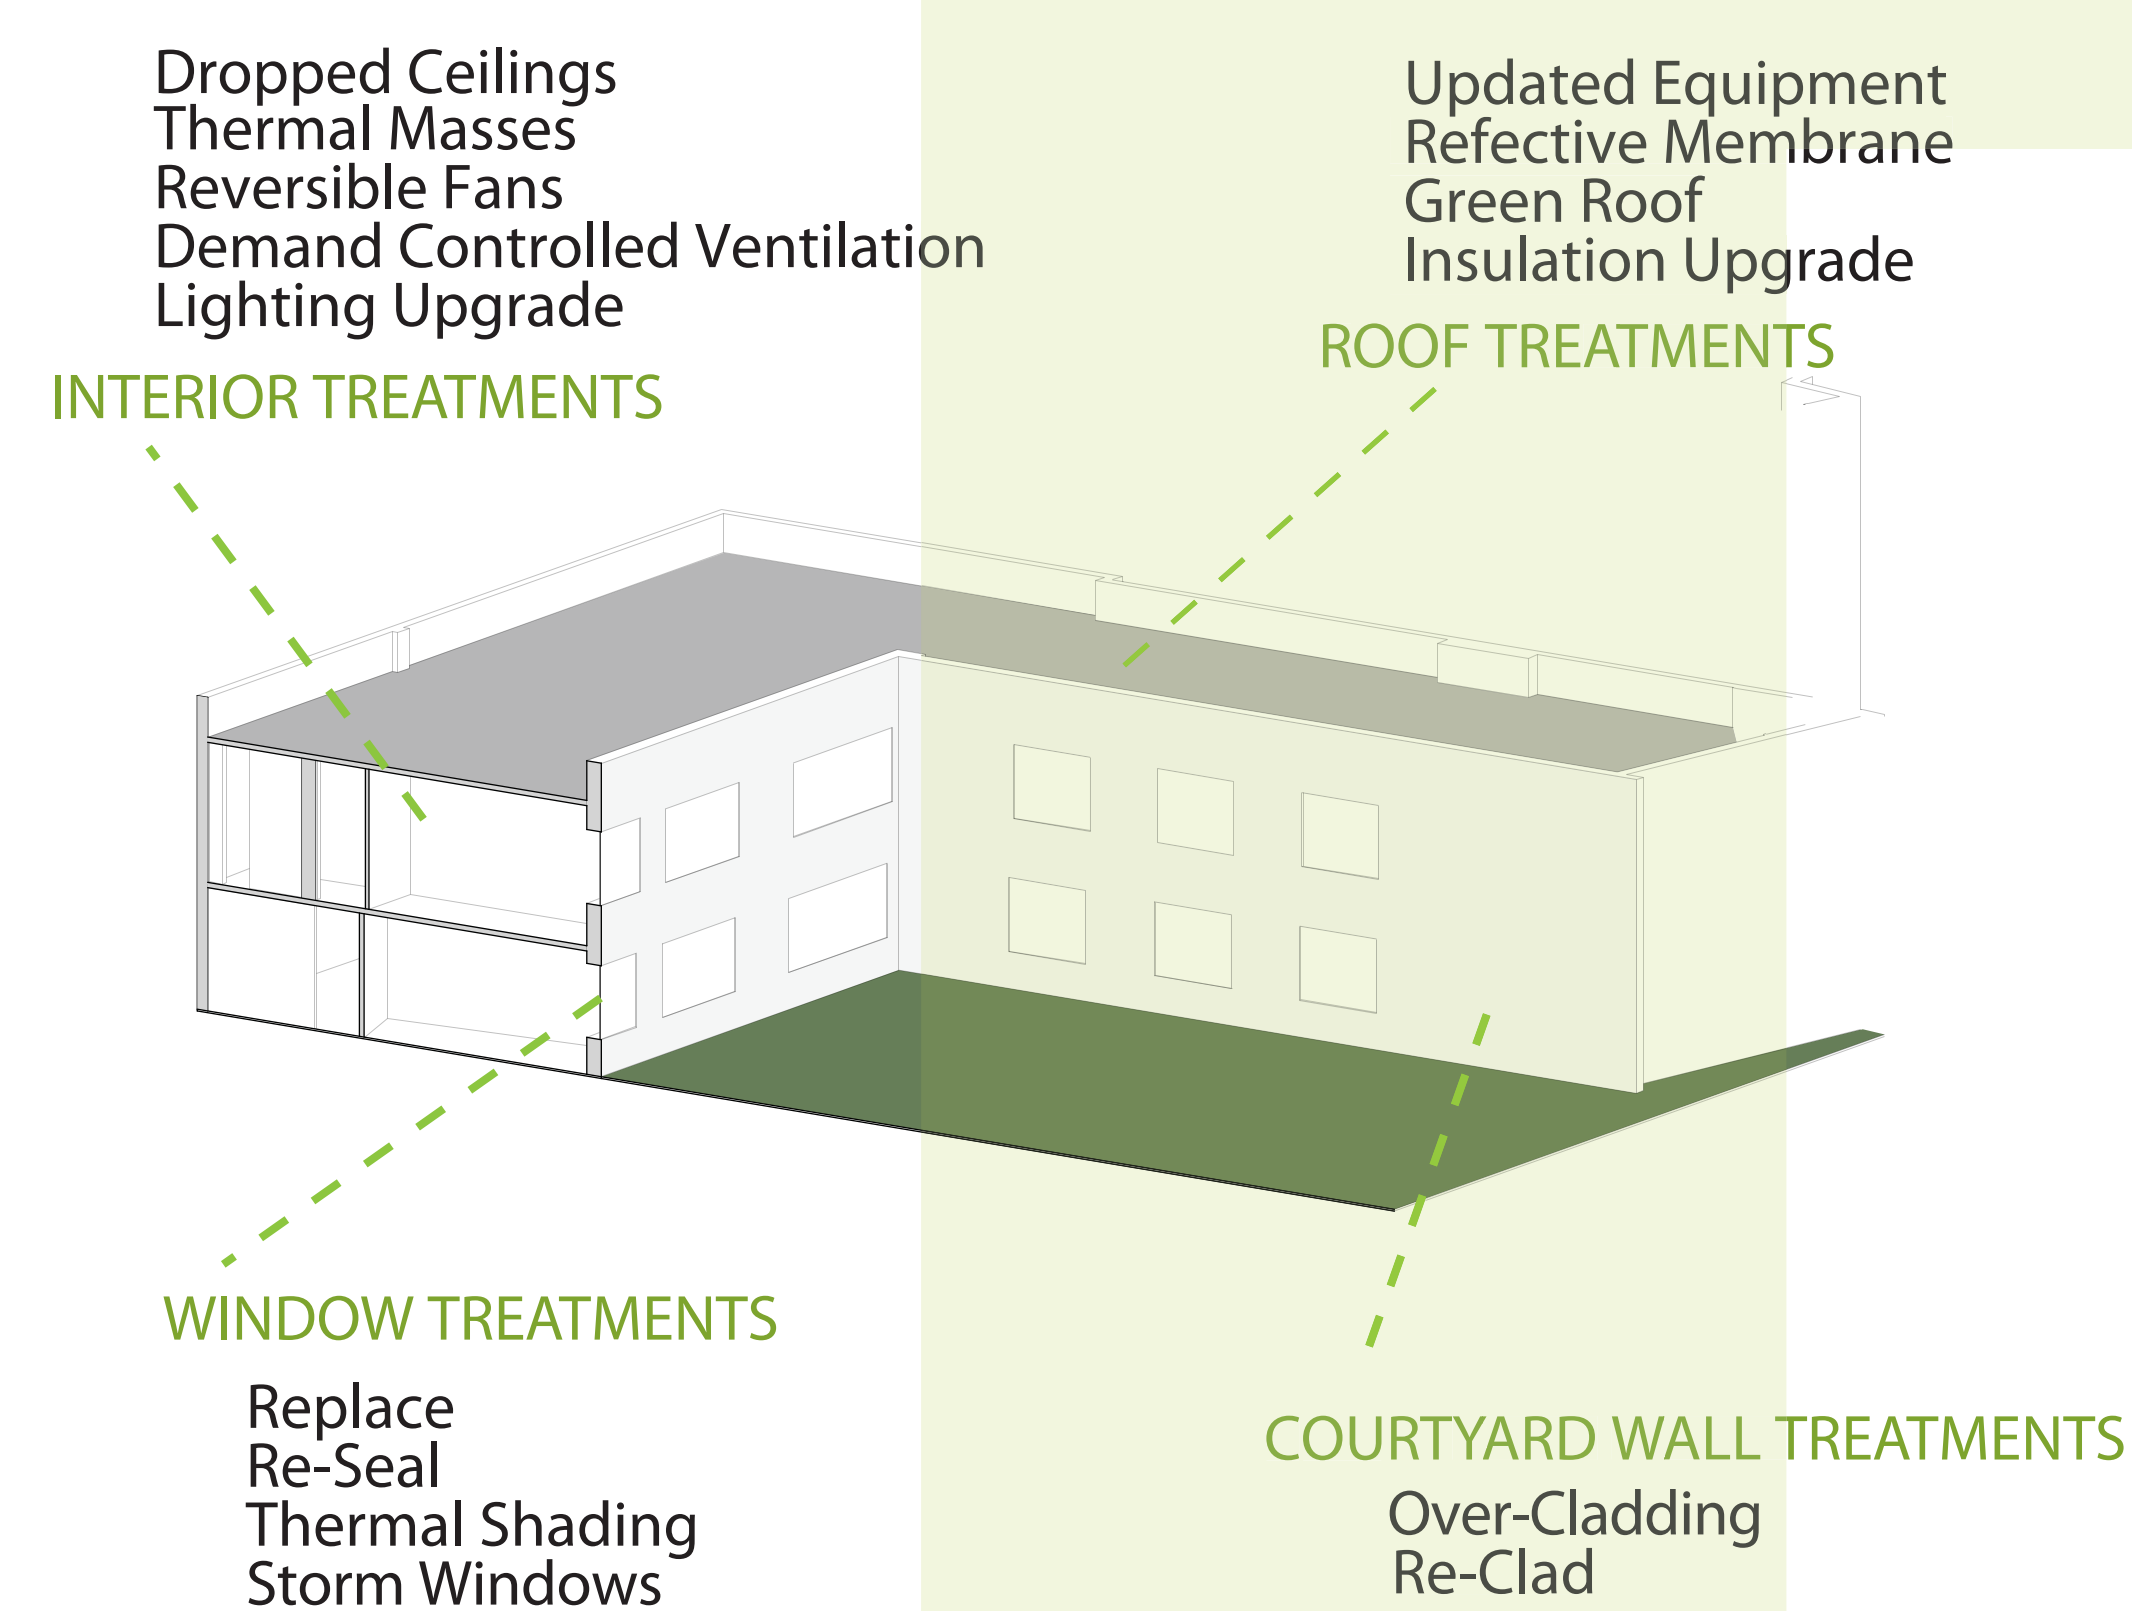 Dropped Ceilings
Thermal Masses
Reversible Fans
Demand Controlled Ventilation
Lighting Upgrade
INTERIOR TREATMENTS
Updated Equipment
Refective Membrane
Green Roof
Insulation Upgrade
ROOF TREATMENTS
WINDOW TREATMENTS
Replace
Re-Seal
Thermal Shading
Storm Windows
COURTYARD WALL TREATMENTS
Over-Cladding
Re-Clad